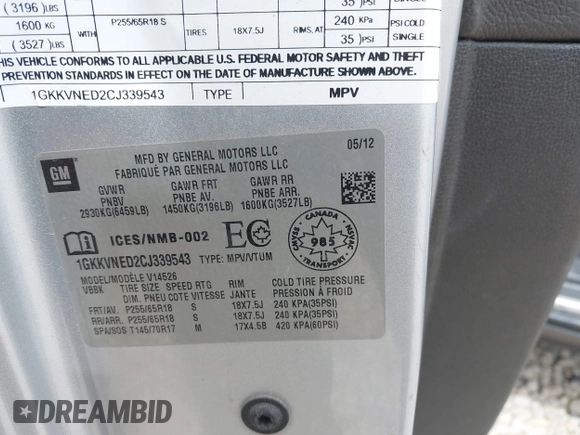 ( 3196 )LBS 35 )PSI
1600 KG WITH P255/65R18 S TIRES 18X7.5J RIMS, AT 240 KPa PSI COLD
( 3527 )LBS 35 )PSI SINGLE
THIS VEHICLE CONFORMS TO ALL APPLICABLE U.S. FEDERAL MOTOR SAFETY AND THEFT
PREVENTION STANDARDS IN EFFECT ON THE DATE OF MANUFACTURE SHOWN ABOVE.
1GKKVNED2CJ339543 TYPE MPV
GM
MFD BY GENERAL MOTORS LLC 05/12
FABRIQUÉ PAR GENERAL MOTORS LLC
GVWR GAWR FRT GAWR RR
PNBV PNBE AV. PNBE ARR.
2930KG(6459LB) 1450KG(3196LB) 1600KG(3527LB)
ICES/NMB-002 EC
CANADA
985
TRANSPORT
1GKKVNED2CJ339543 TYPE: MPV/VTUM
MODEL/MODÈLE V14526
VBBK TIRE SIZE SPEED RTG RIM COLD TIRE PRESSURE
DIM. PNEU COTE VITESSE JANTE PRESSION À FROID
FRT/AV. P255/65R18 S 18X7.5J 240 KPA(35PSI)
RR/ARR. P255/65R18 S 18X7.5J 240 KPA(35PSI)
SPA/SOS T145/70R17 M 17X4.5B 420 KPA(60PSI)
DREAMBID